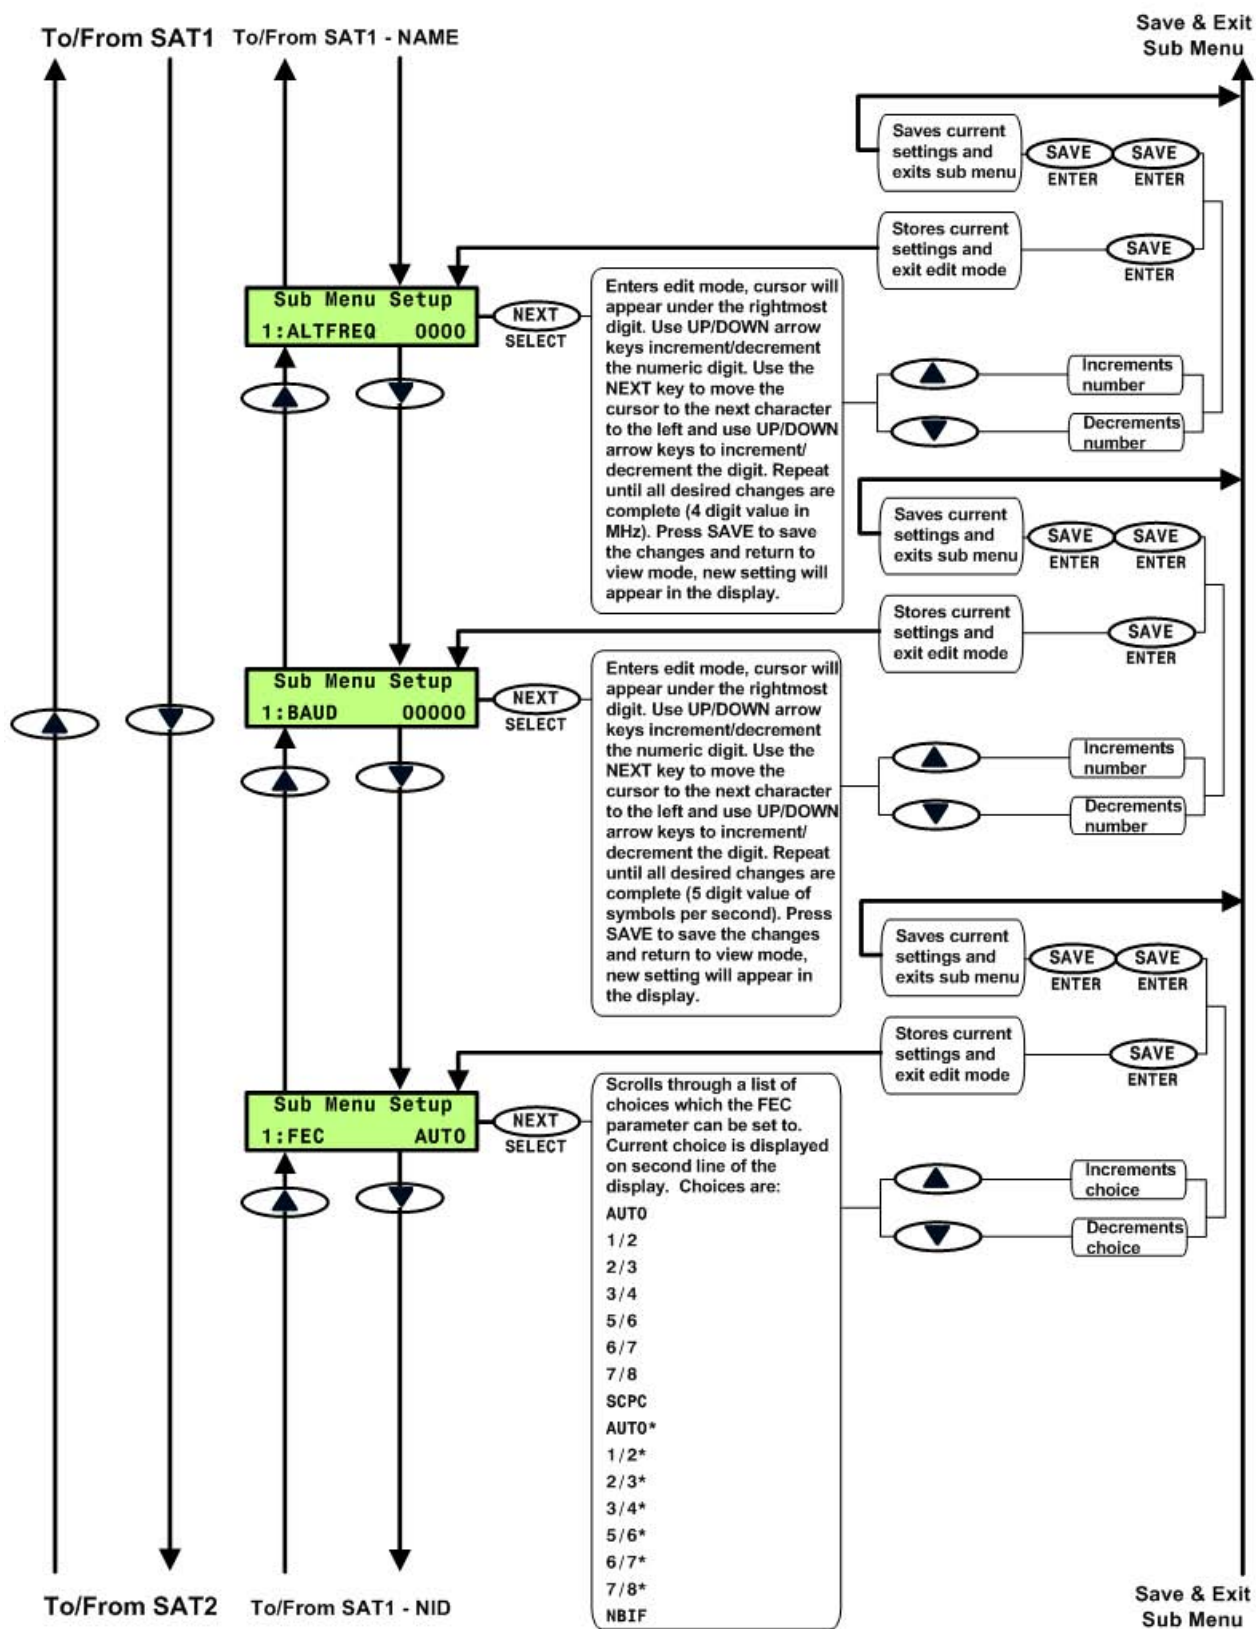 To/From SAT1
To/From SAT1 - NAME
Save & Exit
Sub Menu
Saves current
settings and
exits sub menu
SAVE
ENTER
SAVE
ENTER
Stores current
settings and
exit edit mode
SAVE
ENTER
Sub Menu Setup
1:ALTFREQ 0000
NEXT
SELECT
Enters edit mode, cursor will
appear under the rightmost
digit. Use UP/DOWN arrow
keys increment/decrement
the numeric digit. Use the
NEXT key to move the
cursor to the next character
to the left and use UP/DOWN
arrow keys to increment/
decrement the digit. Repeat
until all desired changes are
complete (4 digit value in
MHz). Press SAVE to save
the changes and return to
view mode, new setting will
appear in the display.
Increments
number
Decrements
number
Saves current
settings and
exits sub menu
SAVE
ENTER
SAVE
ENTER
Stores current
settings and
exit edit mode
SAVE
ENTER
Sub Menu Setup
1:BAUD 00000
NEXT
SELECT
Enters edit mode, cursor will
appear under the rightmost
digit. Use UP/DOWN arrow
keys increment/decrement
the numeric digit. Use the
NEXT key to move the
cursor to the next character
to the left and use UP/DOWN
arrow keys to increment/
decrement the digit. Repeat
until all desired changes are
complete (5 digit value of
symbols per second). Press
SAVE to save the changes
and return to view mode,
new setting will appear in
the display.
Increments
number
Decrements
number
Saves current
settings and
exits sub menu
SAVE
ENTER
SAVE
ENTER
Stores current
settings and
exit edit mode
SAVE
ENTER
Sub Menu Setup
1:FEC AUTO
NEXT
SELECT
Scrolls through a list of
choices which the FEC
parameter can be set to.
Current choice is displayed
on second line of the
display. Choices are:
AUTO
1/2
2/3
3/4
5/6
6/7
7/8
SCPC
AUTO*
1/2*
2/3*
3/4*
5/6*
6/7*
7/8*
NBIF
Increments
choice
Decrements
choice
To/From SAT2
To/From SAT1 - NID
Save & Exit
Sub Menu